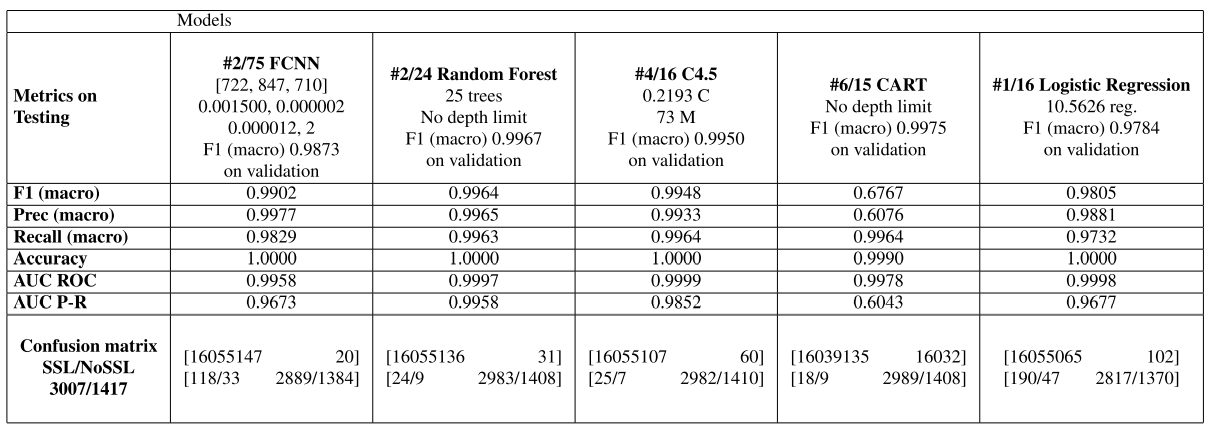 Models
Metrics on Testing
#2/75 FCNN
[722, 847, 710]
0.001500, 0.000002
0.000012, 2
F1 (macro) 0.9873
on validation
#2/24 Random Forest
25 trees
No depth limit
F1 (macro) 0.9967
on validation
#4/16 C4.5
0.2193 C
73 M
F1 (macro) 0.9950
on validation
#6/15 CART
No depth limit
F1 (macro) 0.9975
on validation
#1/16 Logistic Regression
10.5626 reg.
F1 (macro) 0.9784
on validation
F1 (macro) 0.9902 0.9964 0.9948 0.6767 0.9805
Prec (macro) 0.9977 0.9965 0.9933 0.6076 0.9881
Recall (macro) 0.9829 0.9963 0.9964 0.9964 0.9732
Accuracy 1.0000 1.0000 1.0000 0.9990 1.0000
AUC ROC 0.9958 0.9997 0.9999 0.9978 0.9998
AUC P-R 0.9673 0.9958 0.9852 0.6043 0.9677
Confusion matrix
SSL/NoSSL
3007/1417
[16055147 20]
[118/33 2889/1384]
[16055136 31]
[24/9 2983/1408]
[16055107 60]
[25/7 2982/1410]
[16039135 16032]
[18/9 2989/1408]
[16055065 102]
[190/47 2817/1370]